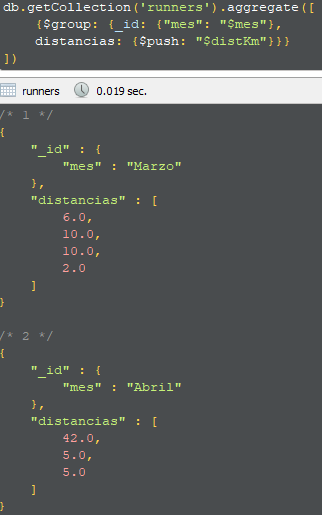 db.getCollection('runners').aggregate([
    {$group: {_id: {"mes": "$mes"},
    distancias: {$push: "$distKm"}}}
])
runners 0.019 sec.
/* 1 */
{
    "_id" : {
        "mes" : "Marzo"
    },
    "distancias" : [
        6.0,
        10.0,
        10.0,
        2.0
    ]
}
/* 2 */
{
    "_id" : {
        "mes" : "Abril"
    },
    "distancias" : [
        42.0,
        5.0,
        5.0
    ]
}